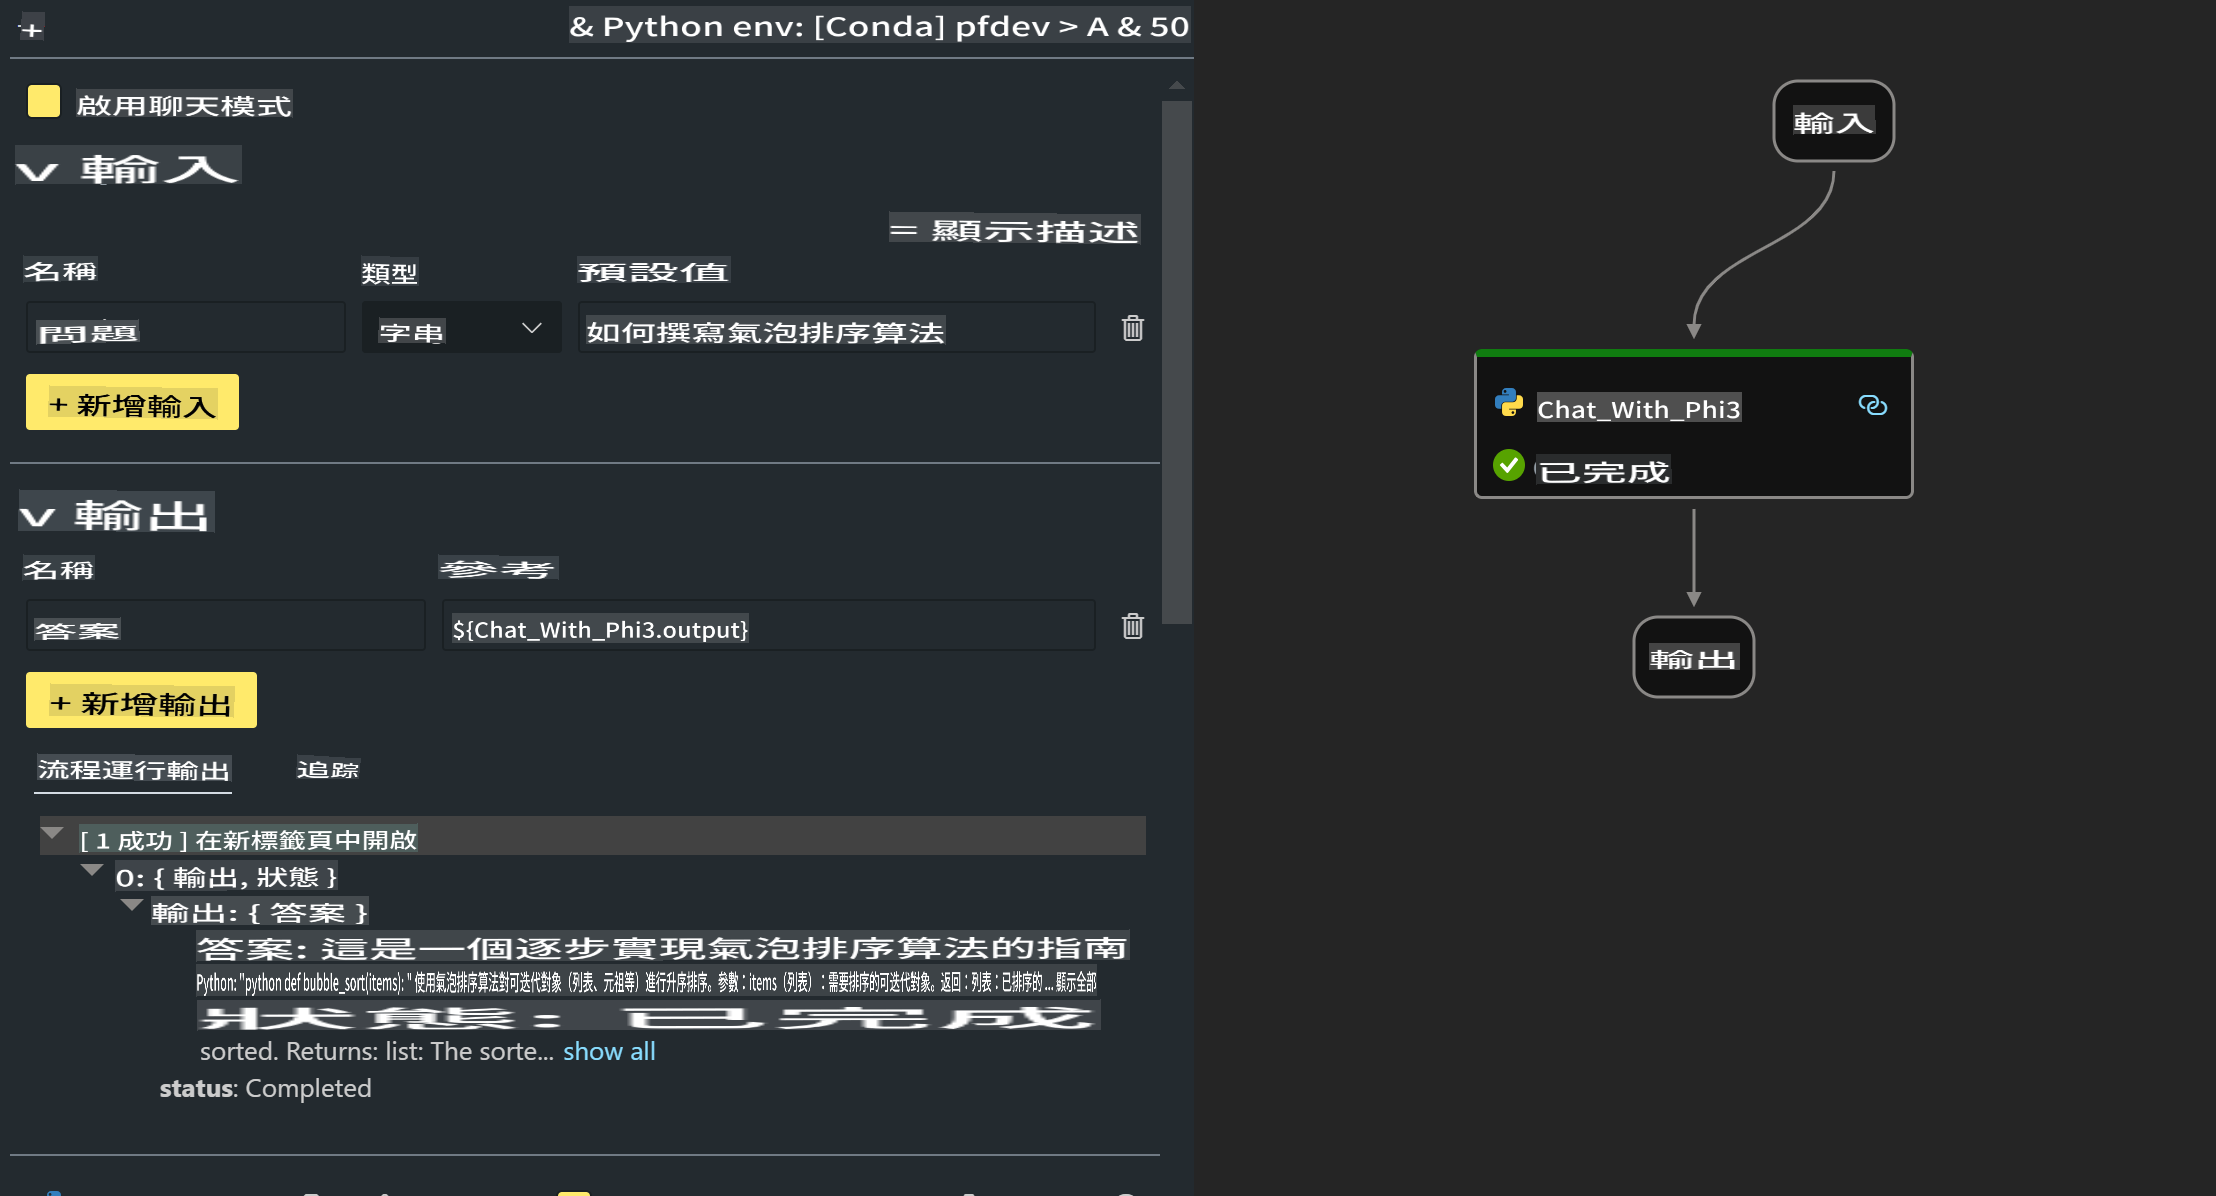 + & Python env: [Conda] pfdev > A & 50
啟用聊天模式
v 輸入
= 顯示描述
名稱 類型 預設值
問題 字串 如何撰寫氣泡排序算法
+ 新增輸入
v 輸出
名稱 參考
答案 ${Chat_With_Phi3.output}
+ 新增輸出
流程運行輸出 追踪
[ 1 成功 ] 在新標籤頁中開啟
0: { 輸出, 狀態 }
輸出: { 答案 }
答案: 這是一個逐步實現氣泡排序算法的指南
Python: "python def bubble_sort(items): " 使用氣泡排序算法對可迭代對象（列表、元祖等）進行升序排序。參數：items（列表）：需要排序的可迭代對象。返回：列表：已排序的 ... 顯示全部
狀態: 已完成
sorted. Returns: list: The sorte... show all
status: Completed
輸入
Chat_With_Phi3
已完成
輸出